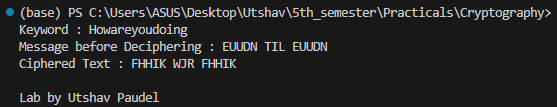 (base) PS C:\Users\ASUS\Desktop\Utshav\5th_semester\Practicals\Cryptography>
Keyword : Howareyoudoing
Message before Deciphering : EUUDN TIL EUUDN
Ciphered Text : FHHIK WJR FHHIK
Lab by Utshav Paudel